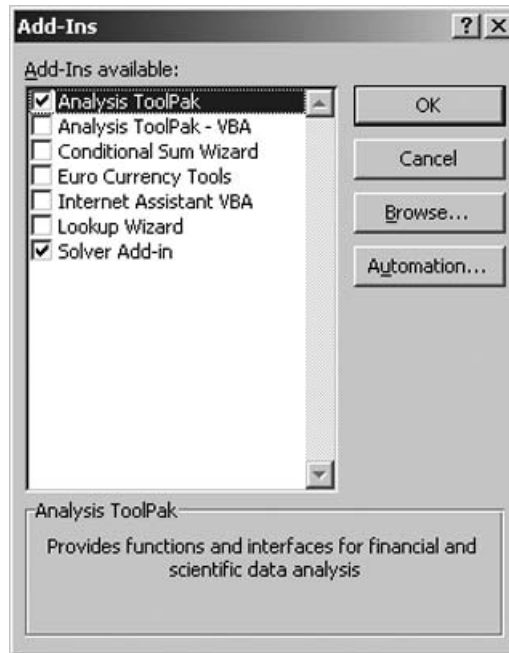 Add-Ins
Add-Ins available:
Analysis ToolPak
Analysis ToolPak - VBA
Conditional Sum Wizard
Euro Currency Tools
Internet Assistant VBA
Lookup Wizard
Solver Add-in
OK
Cancel
Browse...
Automation...
Analysis ToolPak
Provides functions and interfaces for financial and
scientific data analysis